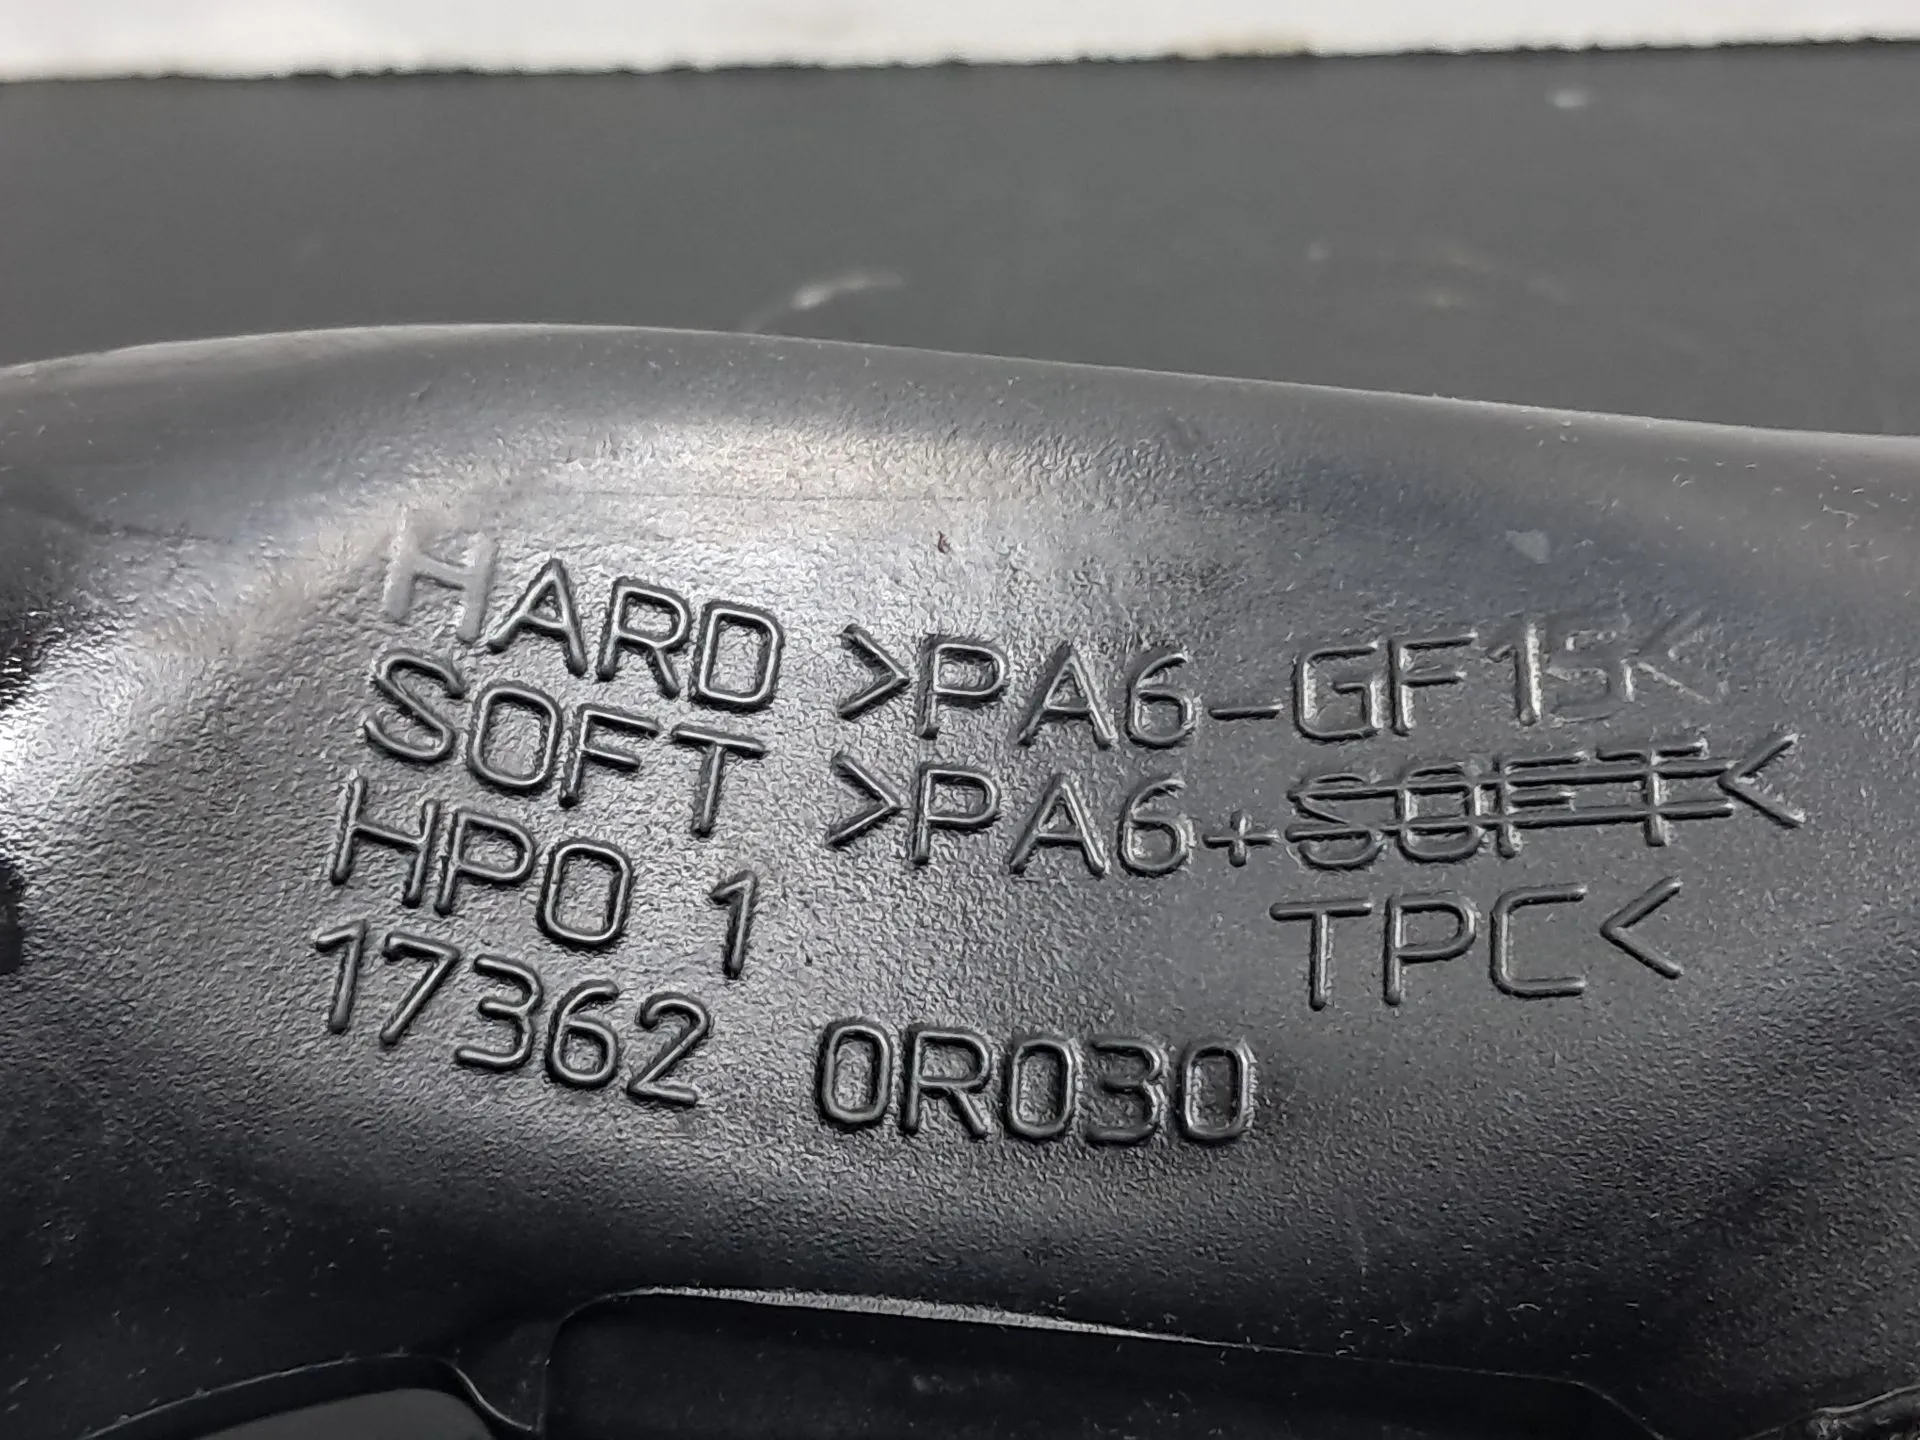 HARD >PA6-GF15<
SOFT >PA6+SOFT<
HPO 1 TPC<
17362 0R030